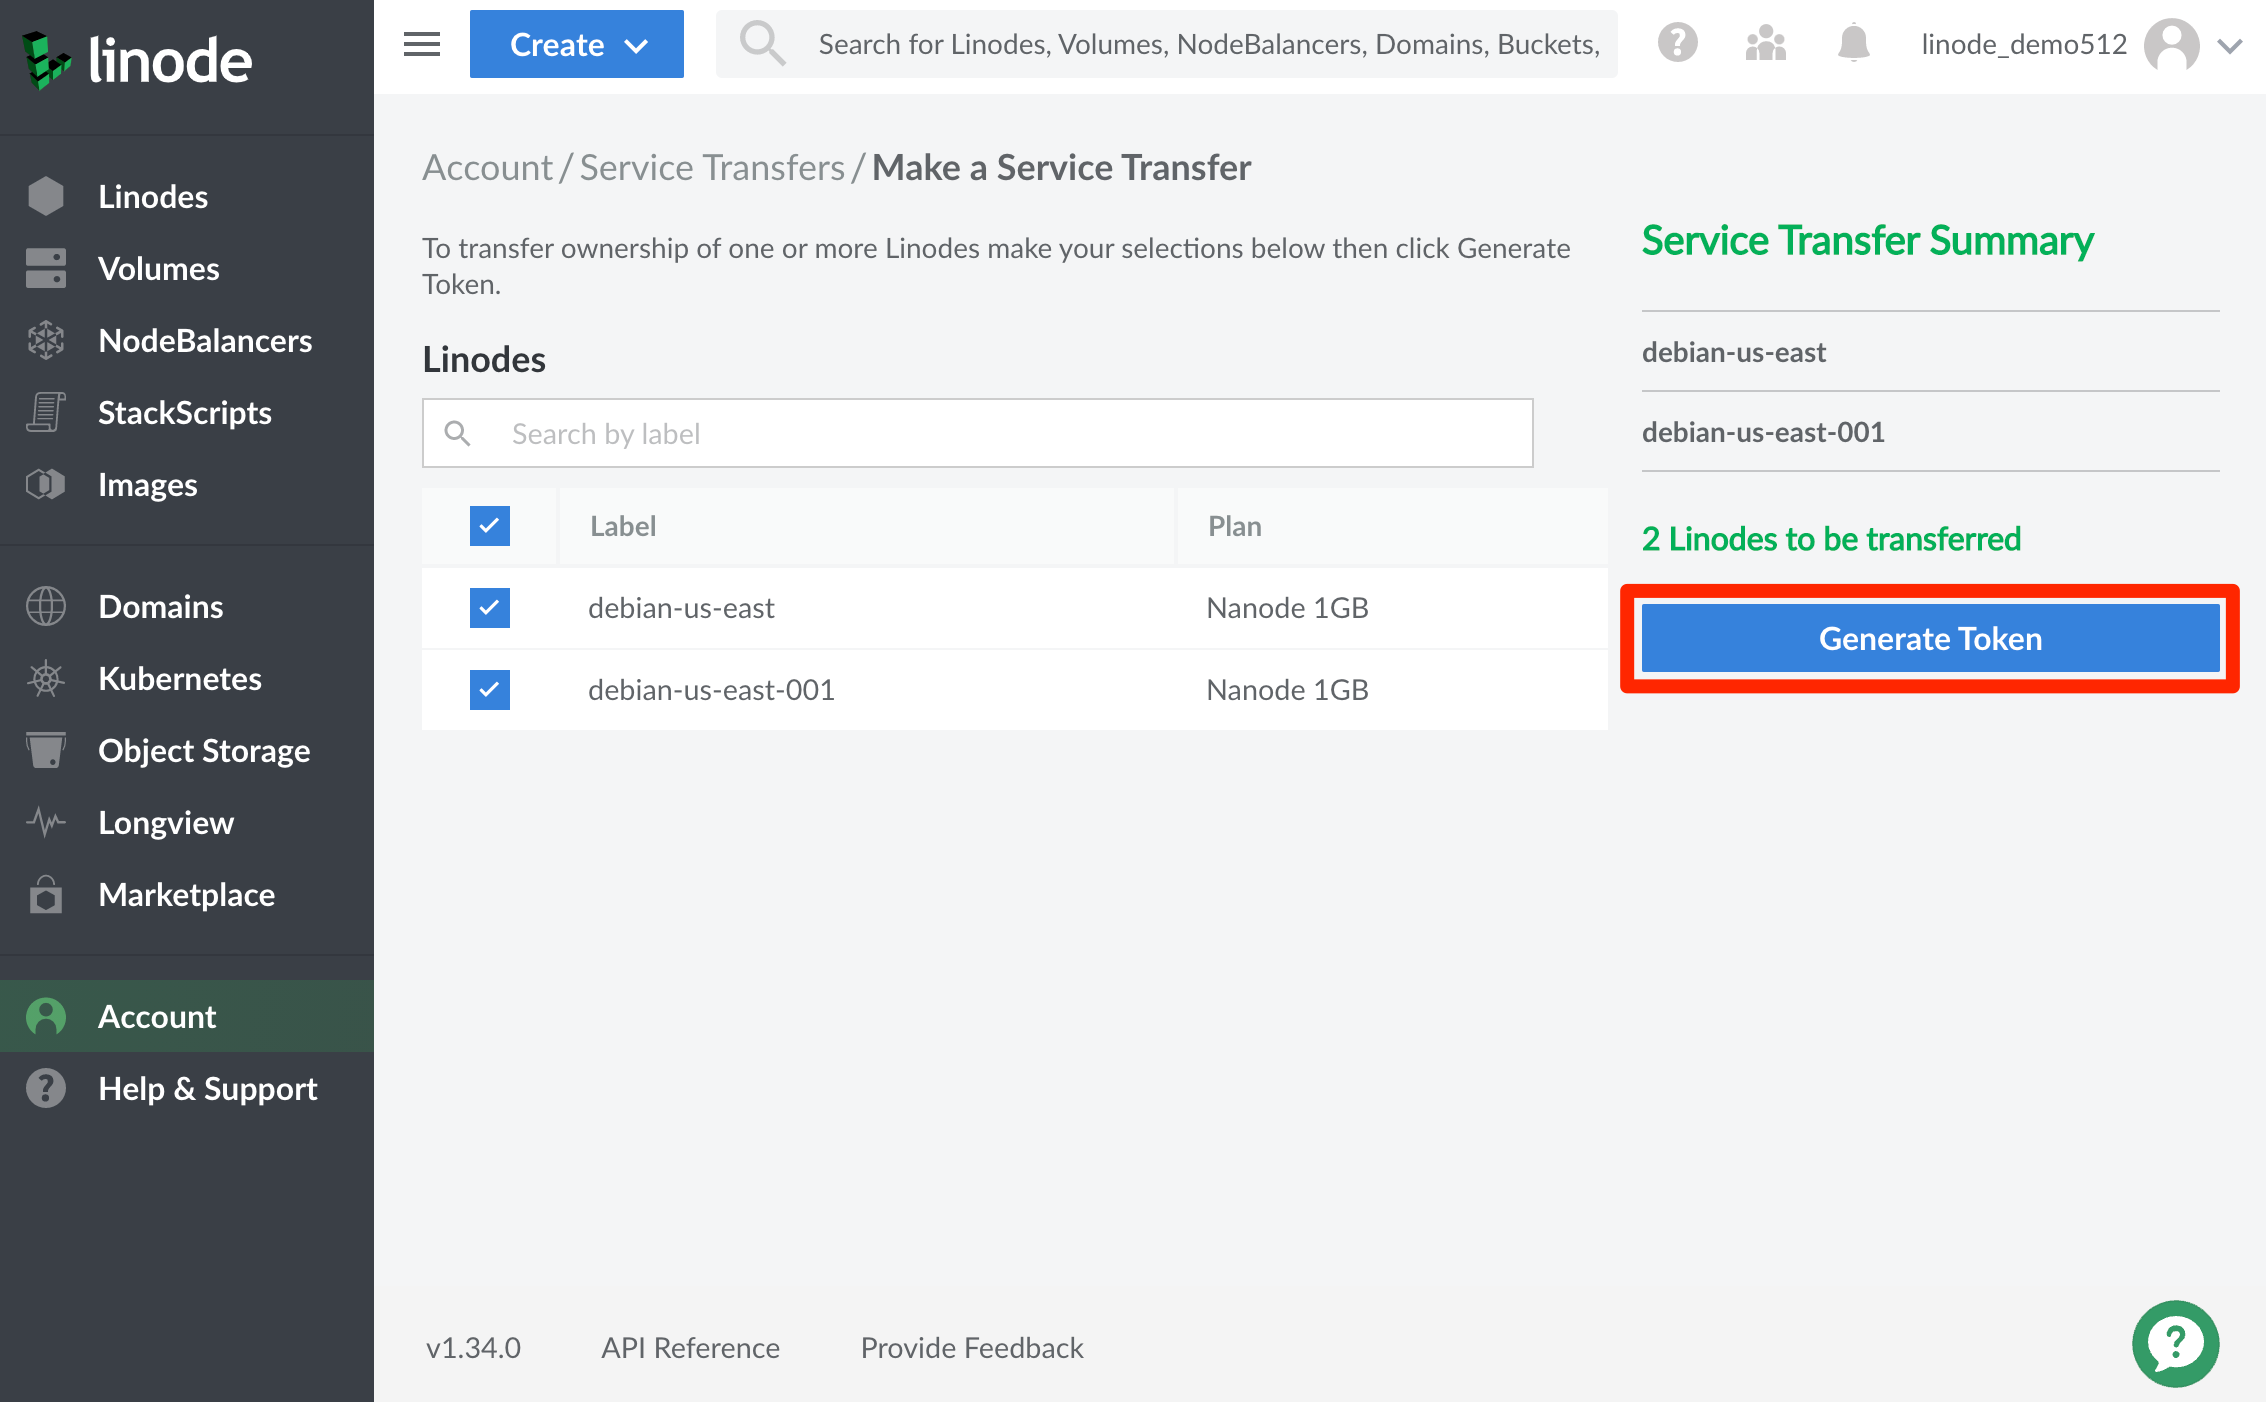 linode
Create
Search for Linodes, Volumes, NodeBalancers, Domains, Buckets,
linode_demo512
Linodes
Volumes
NodeBalancers
StackScripts
Images
Domains
Kubernetes
Object Storage
Longview
Marketplace
Account
Help & Support
Account / Service Transfers / Make a Service Transfer
To transfer ownership of one or more Linodes make your selections below then click Generate
Token.
Linodes
Search by label
Label Plan
debian-us-east Nanode 1GB
debian-us-east-001 Nanode 1GB
Service Transfer Summary
debian-us-east
debian-us-east-001
2 Linodes to be transferred
Generate Token
v1.34.0 API Reference Provide Feedback